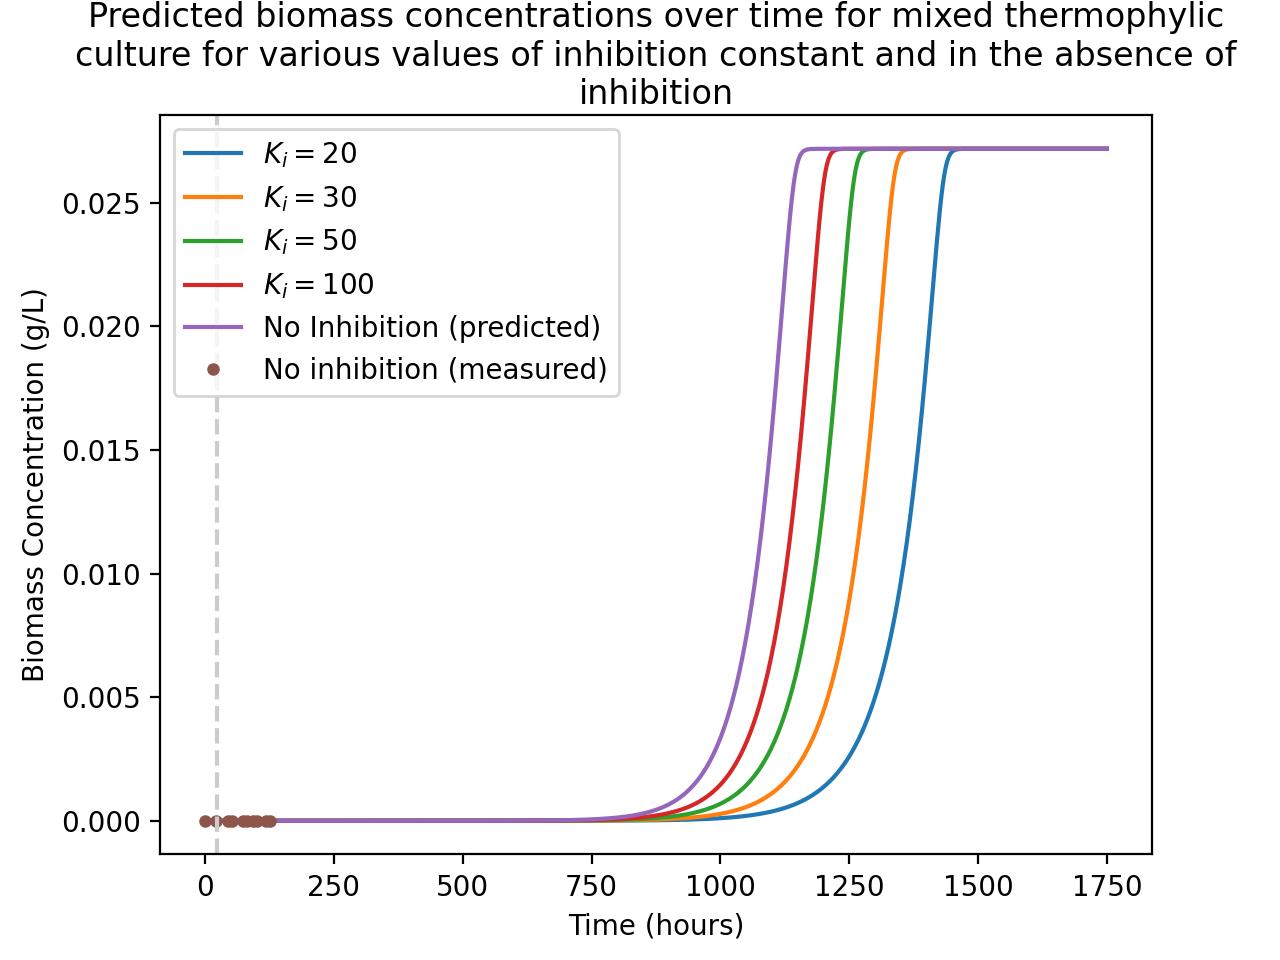 Predicted biomass concentrations over time for mixed thermophylic
culture for various values of inhibition constant and in the absence of
inhibition
K_i = 20
K_i = 30
K_i = 50
K_i = 100
No Inhibition (predicted)
No inhibition (measured)
Biomass Concentration (g/L)
0.025
0.020
0.015
0.010
0.005
0.000
0 250 500 750 1000 1250 1500 1750
Time (hours)